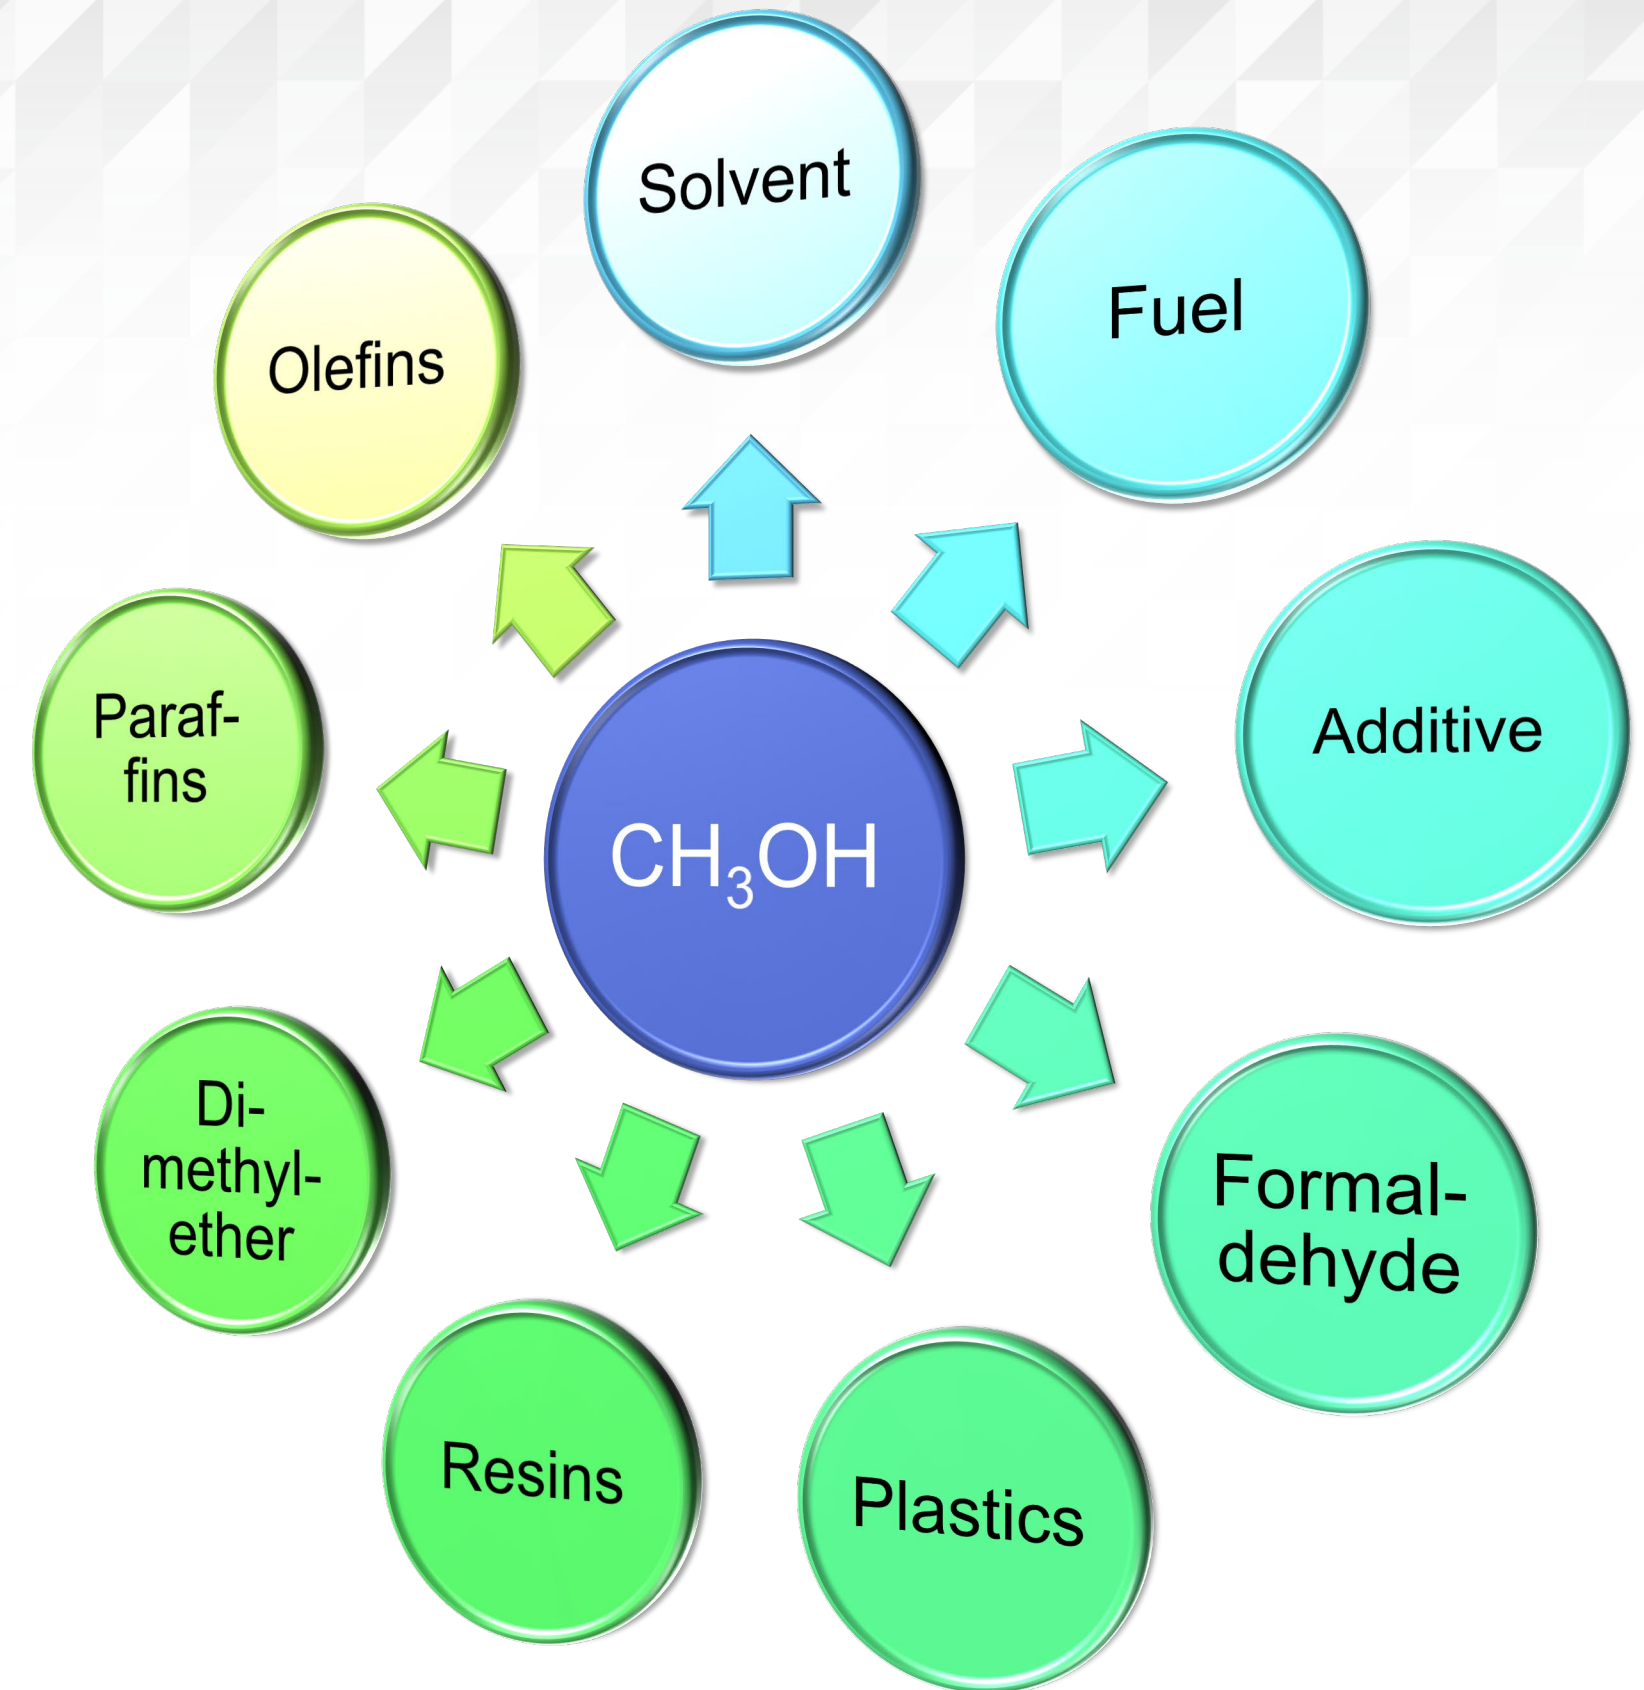 Solvent
Fuel
Additive
Formal-
dehyde
Plastics
Resins
Di-
methyl-
ether
Paraf-
fins
Olefins
CH₃OH